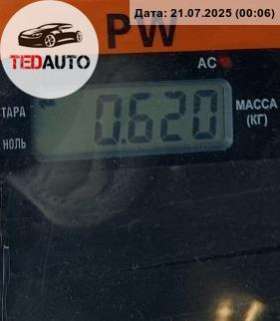 Дата: 21.07.2025 (00:06)
TEDAUTO
PW
AC
ТАРА
НОЛЬ
0.620
МАССА
(КГ)